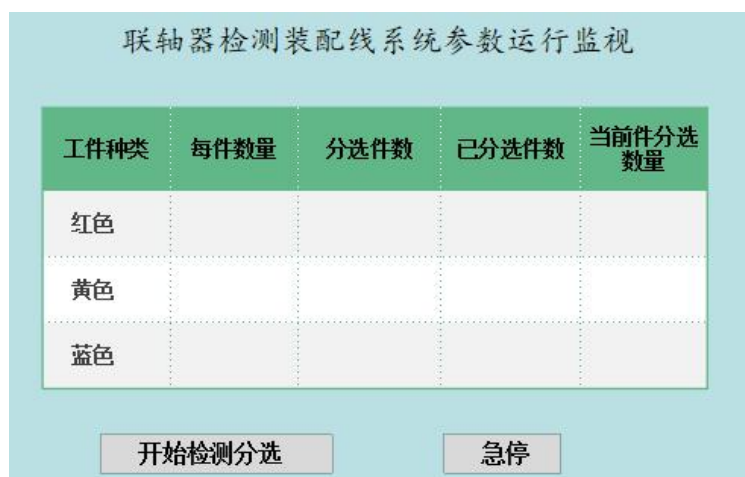 联轴器检测装配线系统参数运行监视
工件种类 每件数量 分选件数 已分选件数 当前件分选数量
红色
黄色
蓝色
开始检测分选 急停